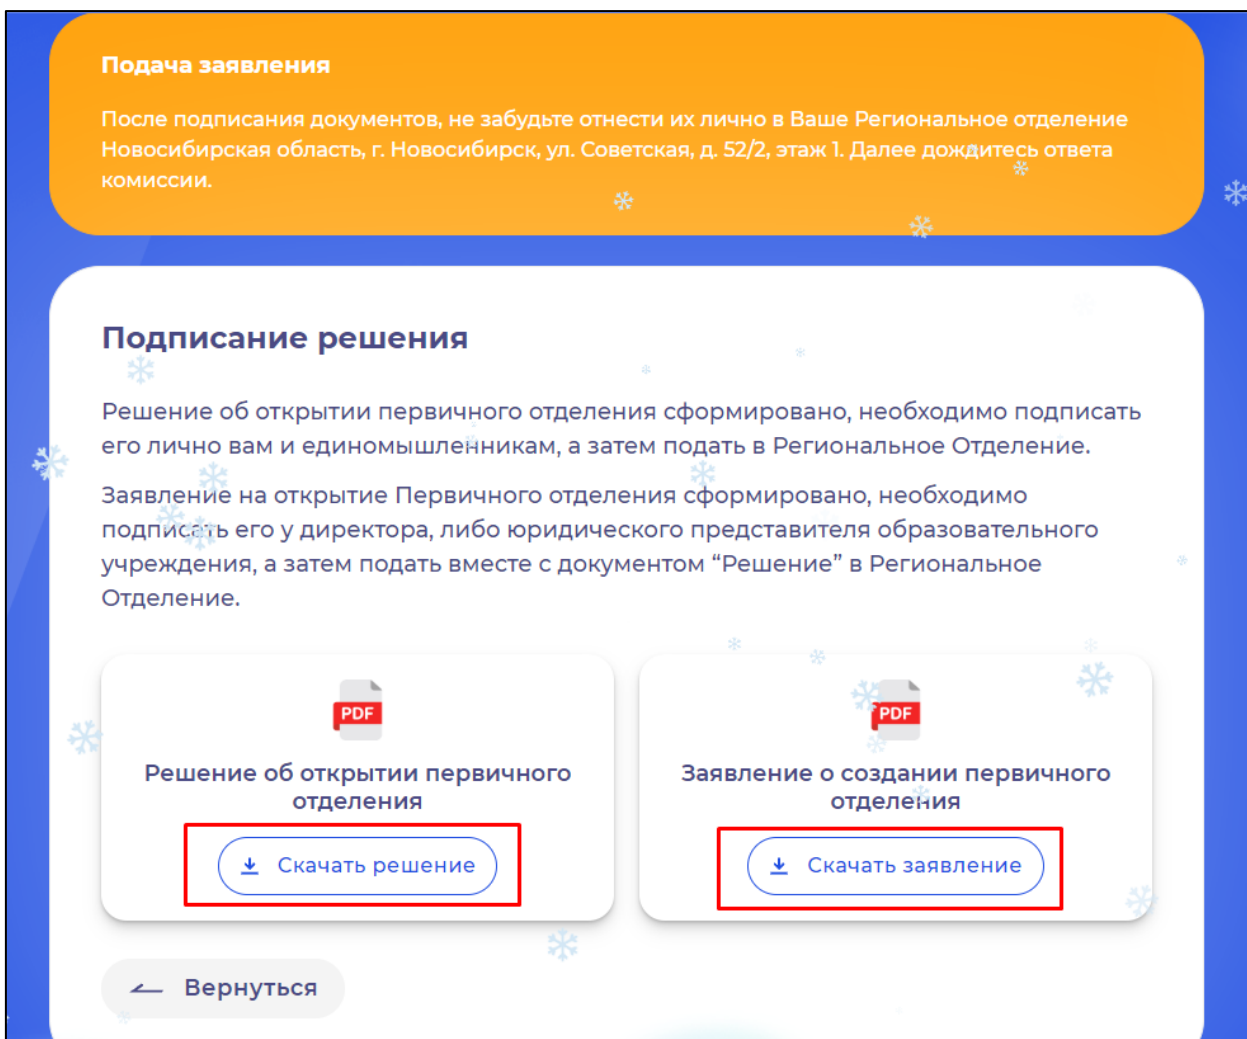 Подача заявления
После подписания документов, не забудьте отнести их лично в Ваше Региональное отделение
Новосибирская область, г. Новосибирск, ул. Советская, д. 52/2, этаж 1. Далее дождитесь ответа
комиссии.
Подписание решения
Решение об открытии первичного отделения сформировано, необходимо подписать
его лично вам и единомышленникам, а затем подать в Региональное Отделение.
Заявление на открытие Первичного отделения сформировано, необходимо
подписать его у директора, либо юридического представителя образовательного
учреждения, а затем подать вместе с документом “Решение” в Региональное
Отделение.
PDF
Решение об открытии первичного
отделения
Скачать решение
PDF
Заявление о создании первичного
отделения
Скачать заявление
Вернуться